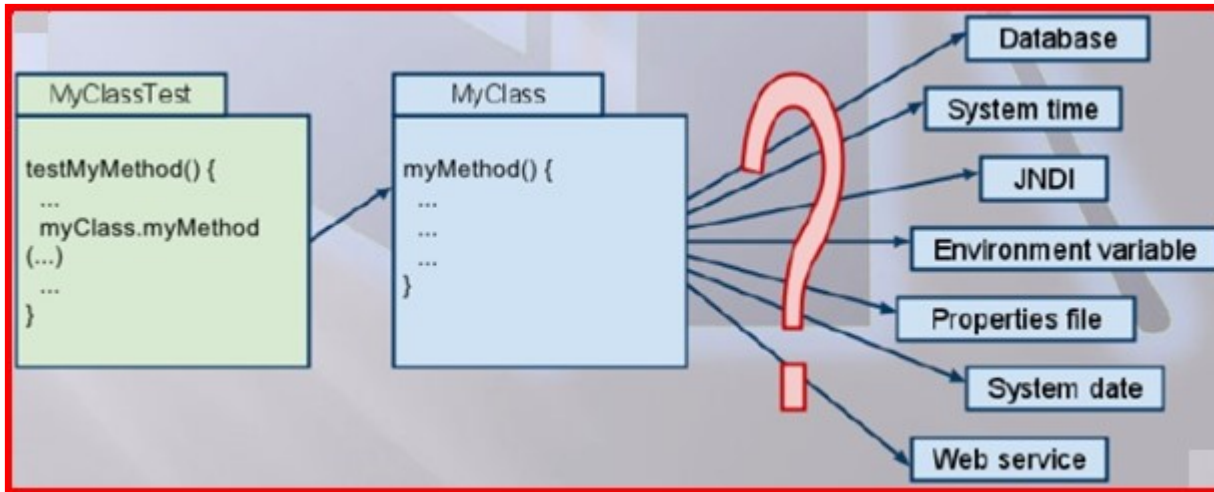 MyClassTest
testMyMethod() {
...
myClass.myMethod
(...)
...
}
MyClass
myMethod() {
...
...
...
}
?
Database
System time
JNDI
Environment variable
Properties file
System date
Web service